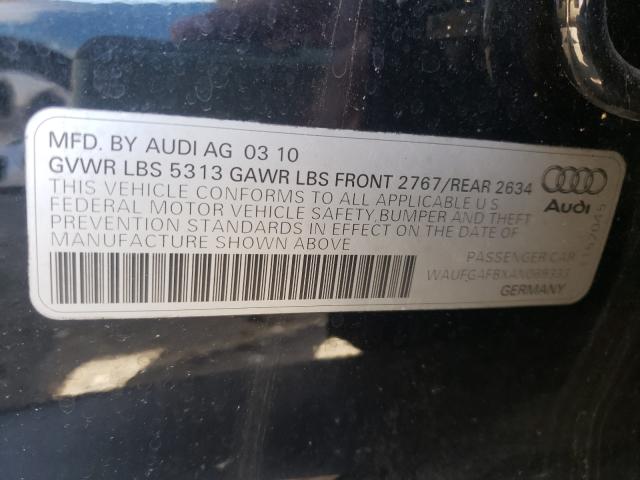 MFD. BY AUDI AG 03 10
GVWR LBS 5313 GAWR LBS FRONT 2767/REAR 2634
THIS VEHICLE CONFORMS TO ALL APPLICABLE U S
FEDERAL MOTOR VEHICLE SAFETY, BUMPER AND THEFT
PREVENTION STANDARDS IN EFFECT ON THE DATE OF
MANUFACTURE SHOWN ABOVE
Audi
PASSENGER CAR
GERMANY